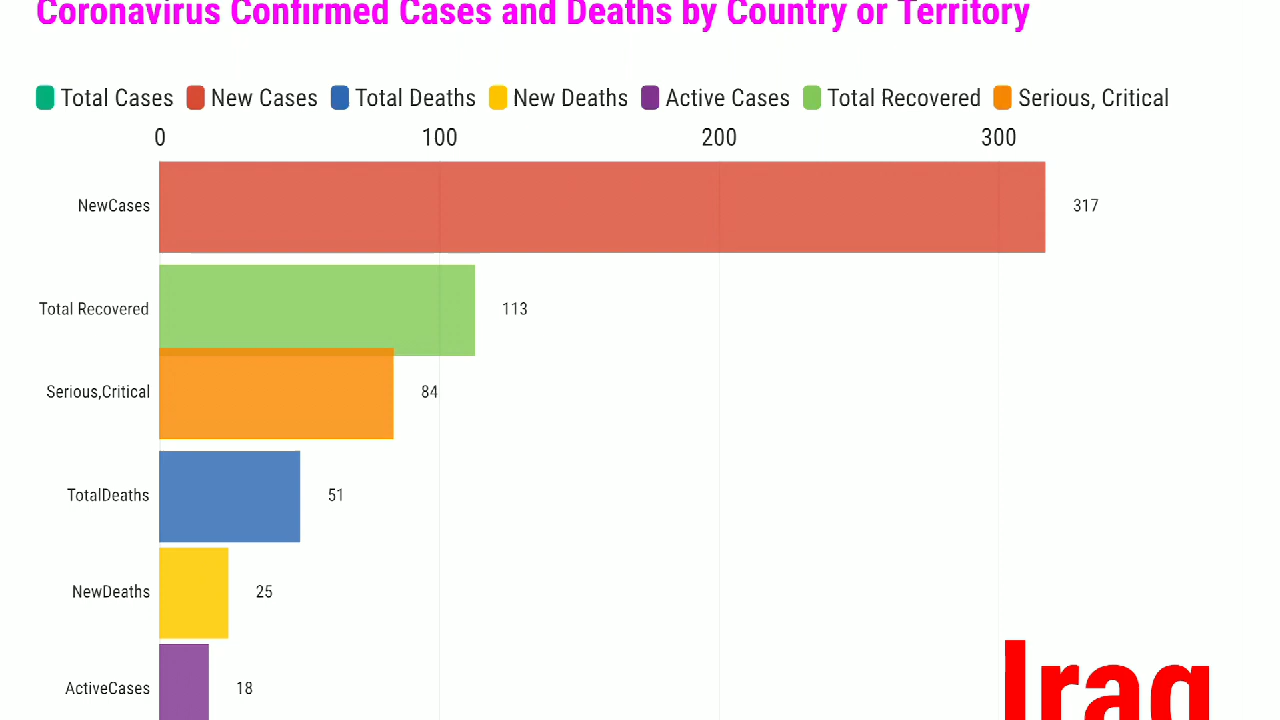 Coronavirus Confirmed Cases and Deaths by Country or Territory
Total Cases New Cases Total Deaths New Deaths Active Cases Total Recovered Serious, Critical
0 100 200 300
NewCases 317
Total Recovered 113
Serious,Critical 84
TotalDeaths 51
NewDeaths 25
ActiveCases 18
Iraq